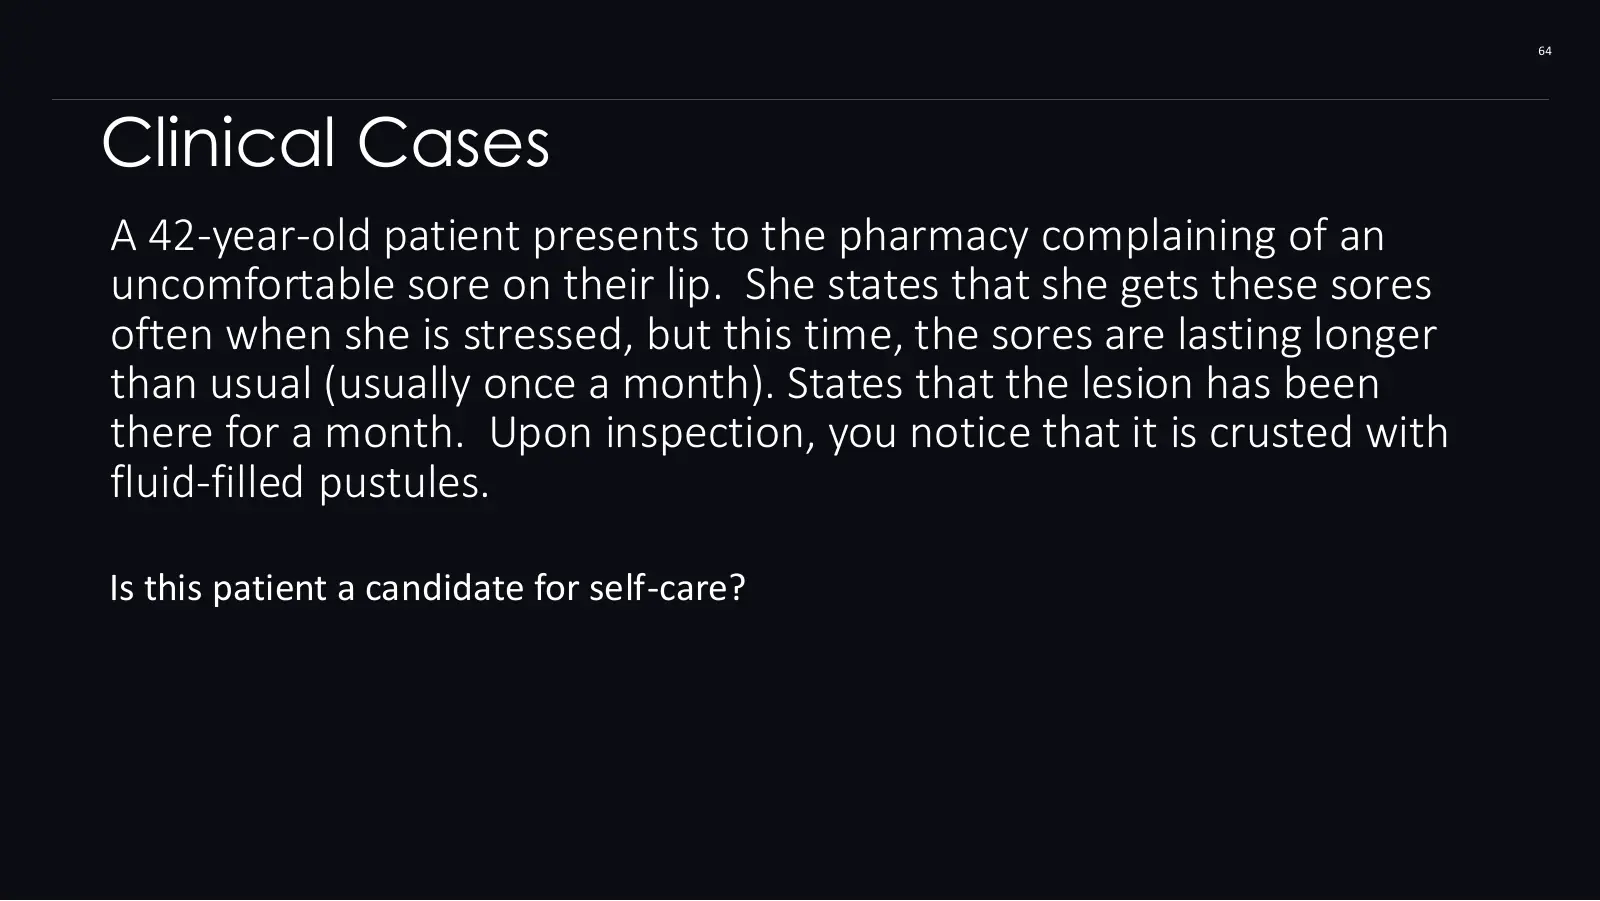 64
Clinical Cases
A 42-year-old patient presents to the pharmacy complaining of an
uncomfortable sore on their lip.  She states that she gets these sores
often when she is stressed, but this time, the sores are lasting longer
than usual (usually once a month). States that the lesion has been
there for a month.  Upon inspection, you notice that it is crusted with
fluid-filled pustules.
Is this patient a candidate for self-care?